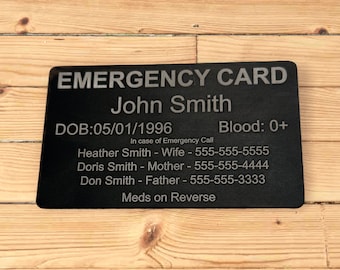 EMERGENCY CARD
John Smith
DOB:05/01/1996 Blood: 0+
In case of Emergency Call
Heather Smith - Wife - 555-555-5555
Doris Smith - Mother - 555-555-4444
Don Smith - Father - 555-555-3333
Meds on Reverse